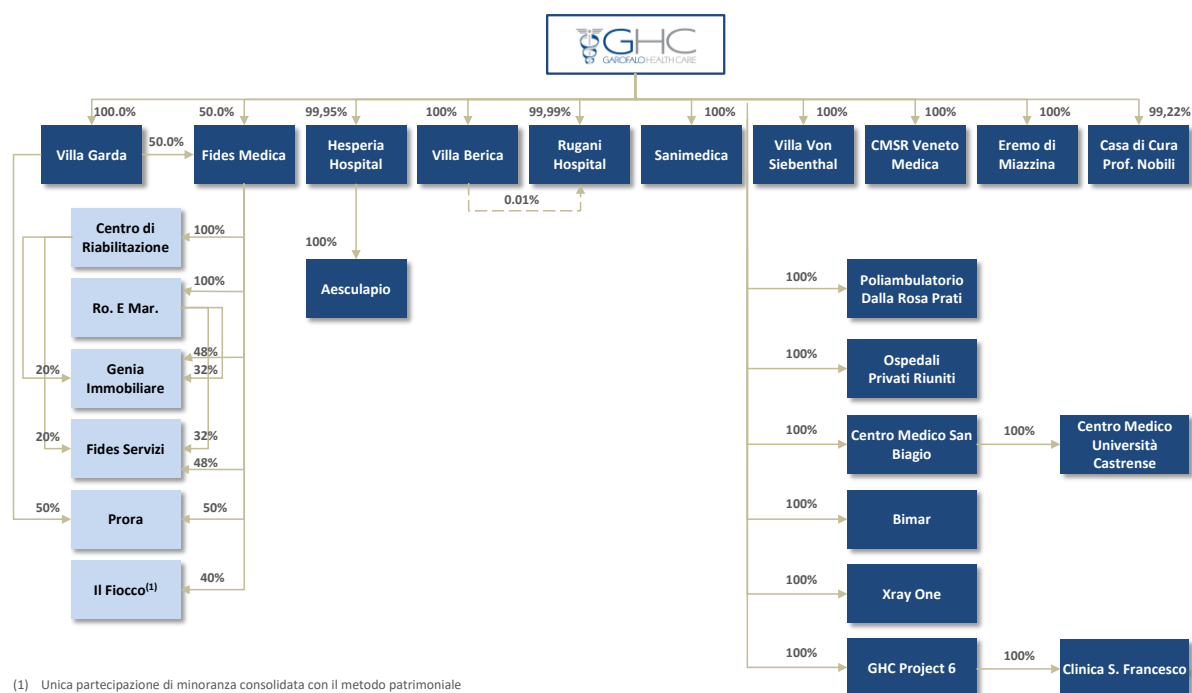 GHC
GAROFALO HEALTH CARE
100.0%
50.0%
99,95%
100%
99,99%
100%
100%
100%
100%
99,22%
Villa Garda
50.0%
Fides Medica
Hesperia
Hospital
Villa Berica
Rugani
Hospital
Sanimedica
Villa Von
Siebenthal
CMSR Veneto
Medica
Eremo di
Miazzina
Casa di Cura
Prof. Nobili
0.01%
Centro di
Riabilitazione
100%
100%
Aesculapio
100%
Ro. E Mar.
48%
20%
Genia
Immobiliare
32%
20%
Fides Servizi
32%
48%
50%
Prora
50%
Il Fiocco(1)
40%
100%
Poliambulatorio
Dalla Rosa Prati
100%
Ospedali
Privati Riuniti
100%
Centro Medico San
Biagio
100%
Centro Medico
Università
Castrense
100%
Bimar
100%
Xray One
100%
GHC Project 6
100%
Clinica S. Francesco
(1) Unica partecipazione di minoranza consolidata con il metodo patrimoniale